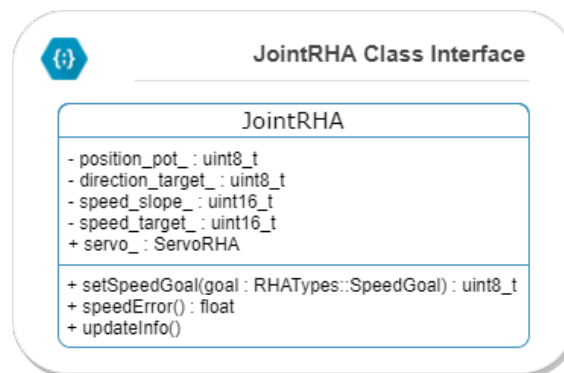 {;}
JointRHA Class Interface
JointRHA
- position_pot_ : uint8_t
- direction_target_ : uint8_t
- speed_slope_ : uint16_t
- speed_target_ : uint16_t
+ servo_ : ServoRHA
+ setSpeedGoal(goal : RHATypes::SpeedGoal) : uint8_t
+ speedError() : float
+ updateInfo()